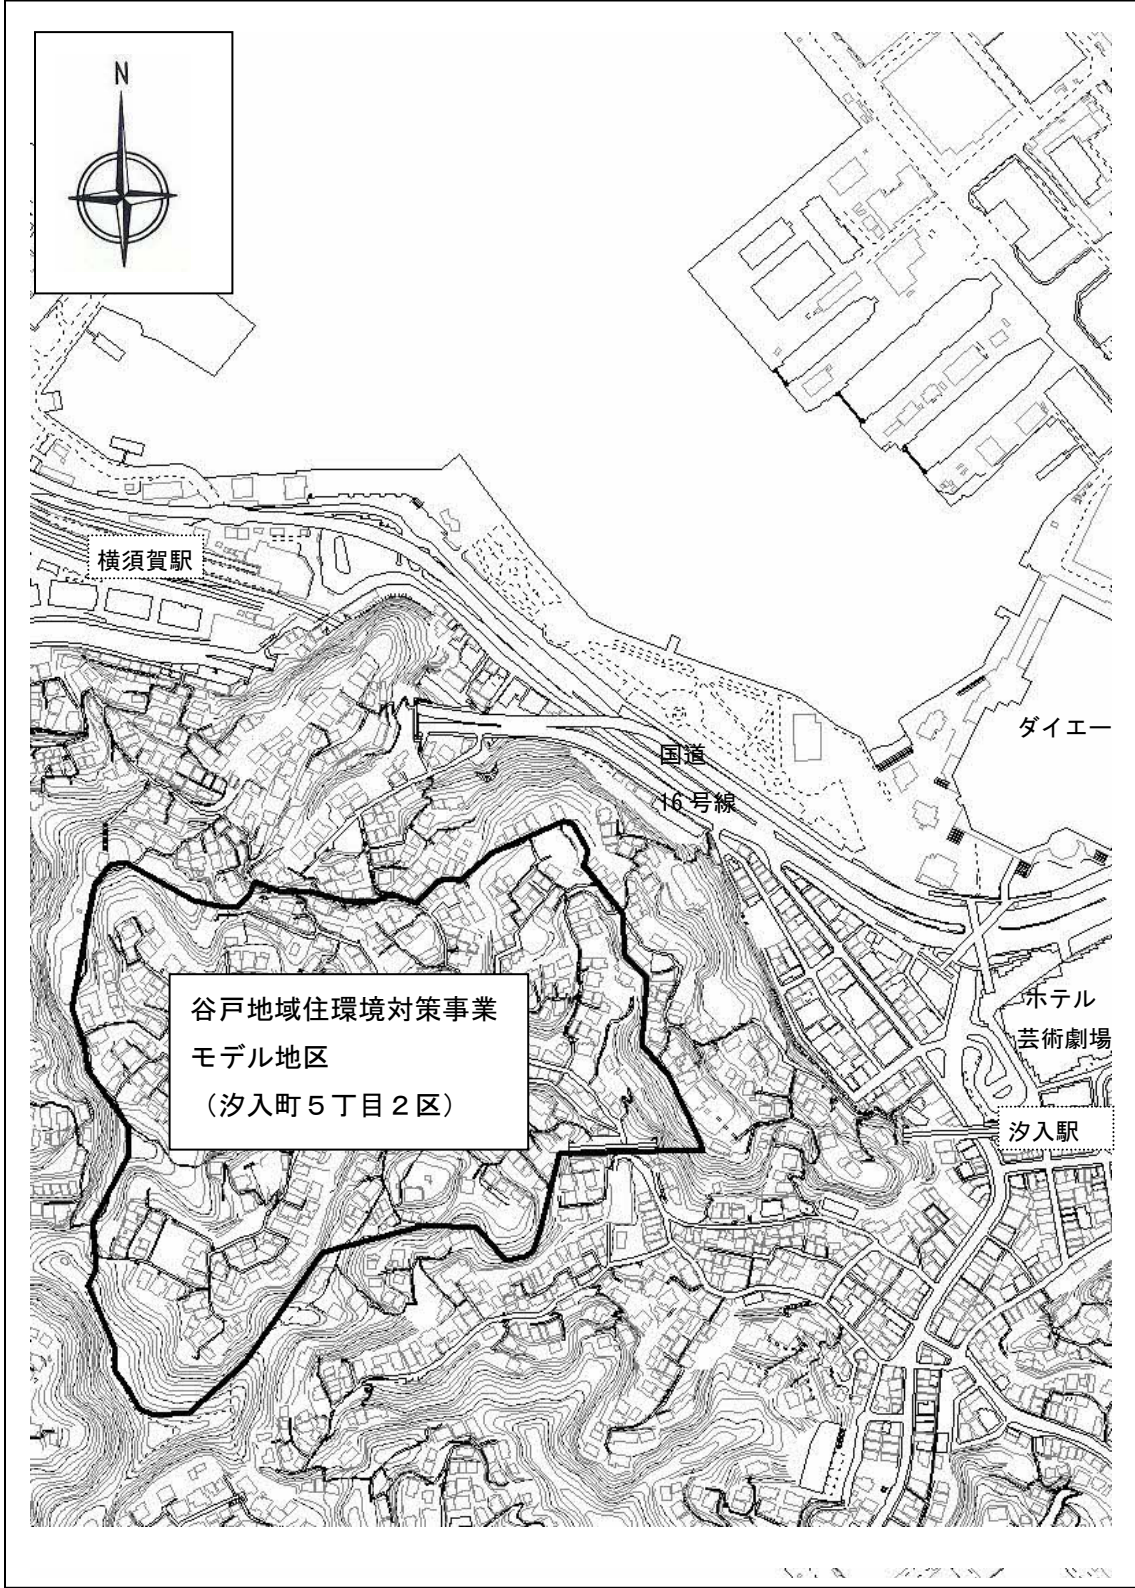 N
横須賀駅
ダイエー
国道
16号線
谷戸地域住環境対策事業
モデル地区
（汐入町５丁目２区）
ホテル
芸術劇場
汐入駅